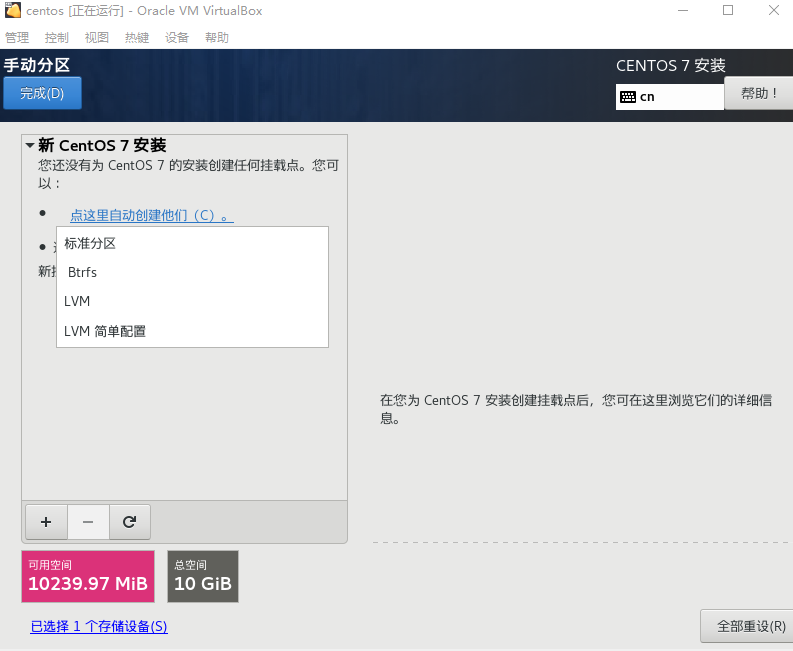 centos [正在运行] - Oracle VM VirtualBox
管理 控制 视图 热键 设备 帮助
手动分区
CENTOS 7 安装
完成(D)
cn
帮助！
新 CentOS 7 安装
您还没有为 CentOS 7 的安装创建任何挂载点。您可
以：
点这里自动创建他们（C）。
新
标准分区
Btrfs
LVM
LVM 简单配置
在您为 CentOS 7 安装创建挂载点后，您可在这里浏览它们的详细信
息。
可用空间
10239.97 MiB
总空间
10 GiB
已选择 1 个存储设备(S)
全部重设(R)